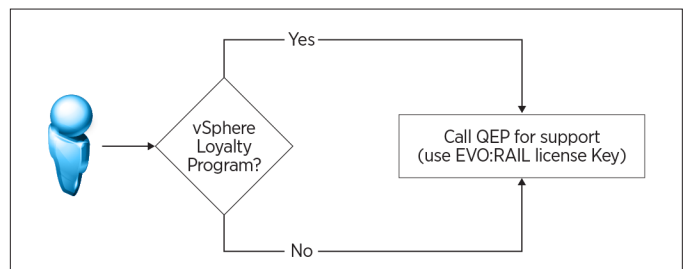 Yes
vSphere
Loyalty
Program?
Call QEP for support
(use EVO:RAIL license Key)
No